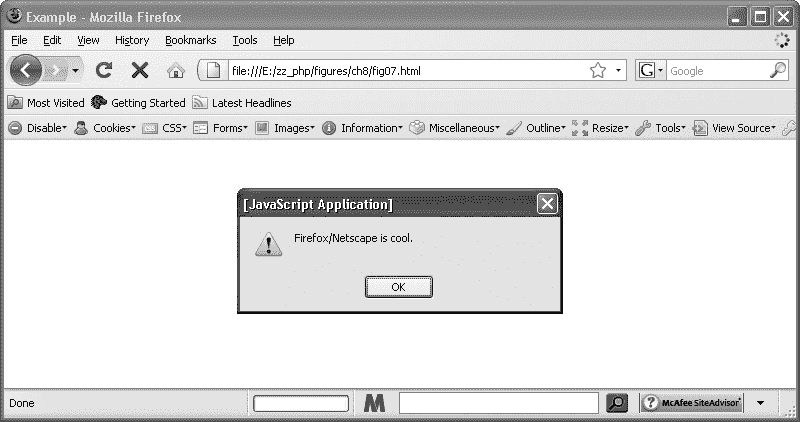 Example - Mozilla Firefox
File Edit View History Bookmarks Tools Help
file:///E:/zz_php/figures/ch8/fig07.html G Google
Most Visited Getting Started Latest Headlines
Disable Cookies CSS Forms Images Information Miscellaneous Outline Resize Tools View Source
[JavaScript Application]
Firefox/Netscape is cool.
OK
Done M ? McAfee SiteAdvisor